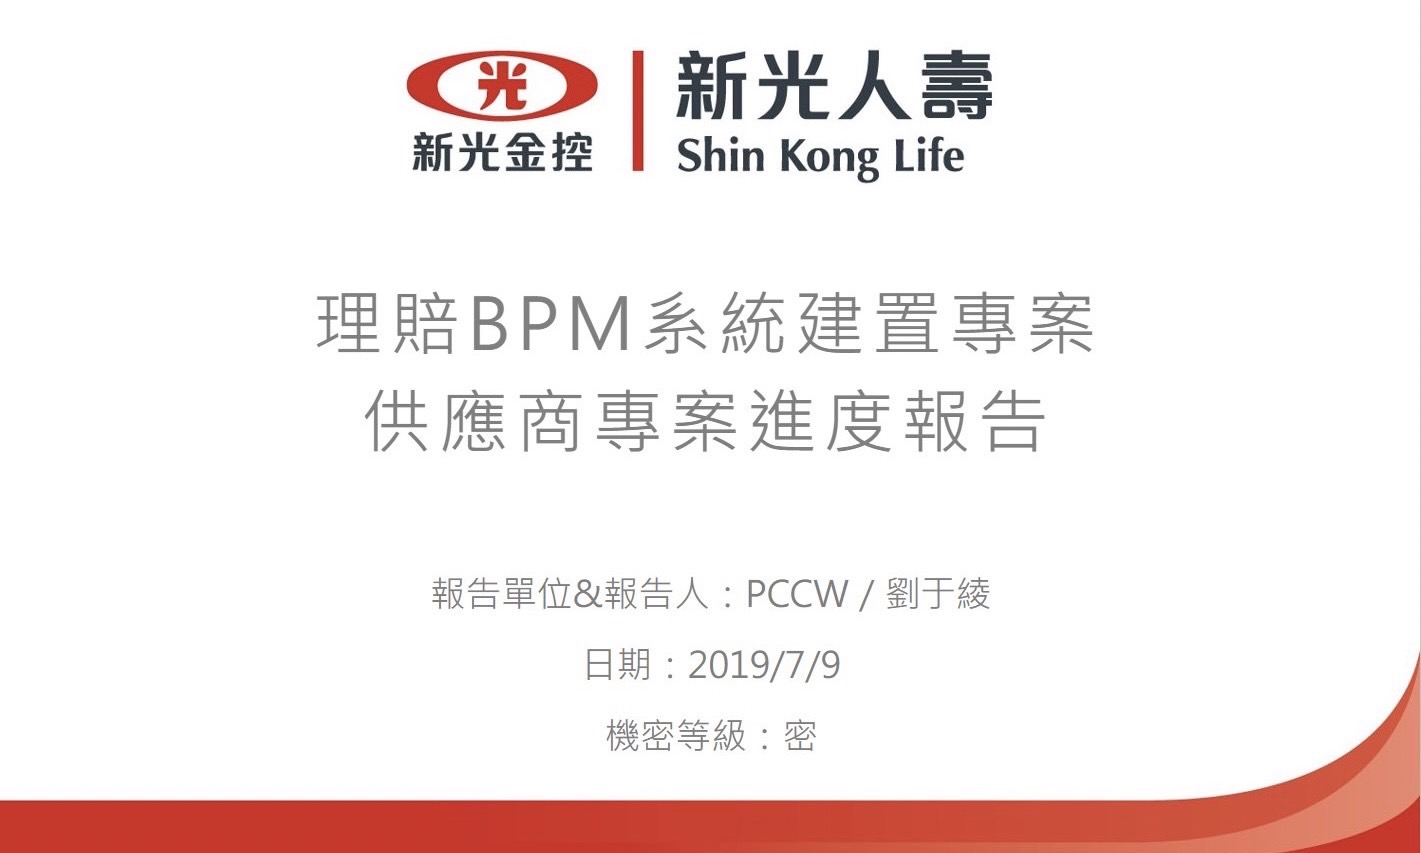 光
新光金控
新光人壽
Shin Kong Life
理賠BPM系統建置專案
供應商專案進度報告
報告單位&報告人：PCCW / 劉于綾
日期：2019/7/9
機密等級：密